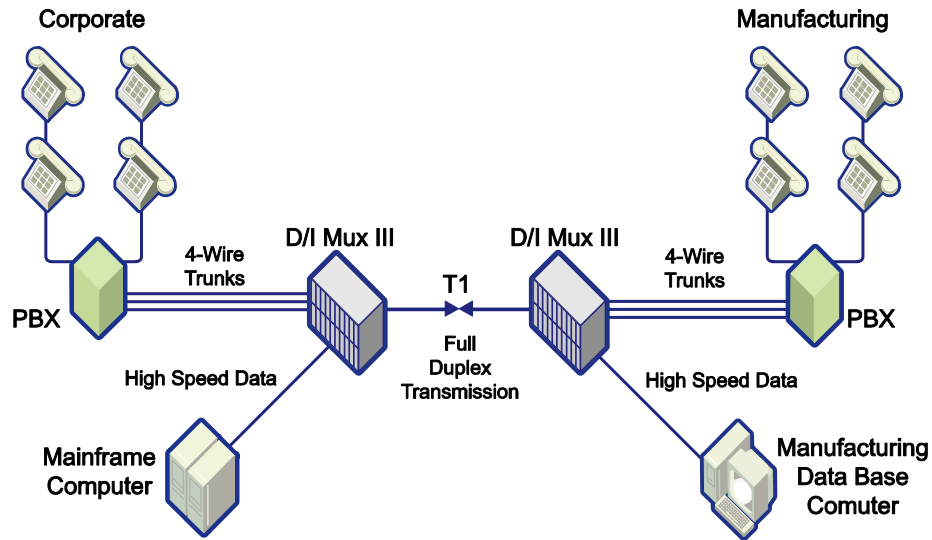 Corporate
Manufacturing
D/I Mux III
D/I Mux III
4-Wire
Trunks
4-Wire
Trunks
T1
PBX
PBX
Full
Duplex
Transmission
High Speed Data
High Speed Data
Mainframe
Computer
Manufacturing
Data Base
Comuter